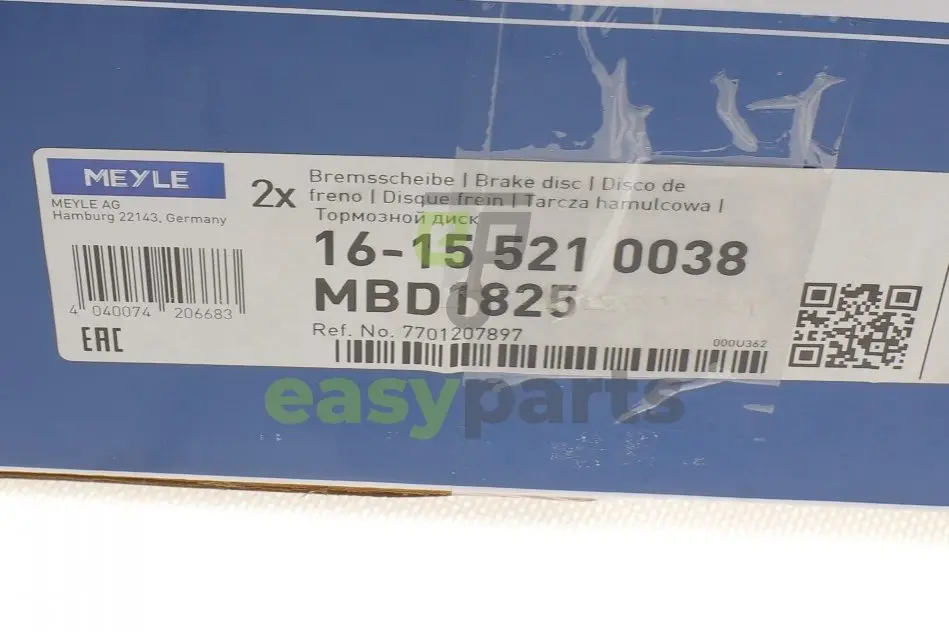 MEYLE
MEYLE AG
Hamburg 22143, Germany
2x
Bremsscheibe | Brake disc | Disco de
freno | Disque frein | Tarcza hamulcowa |
Тормозной диск
16-15 521 0038
MBD1825
Ref. No. 7701207897
000U362
4 040074 206683
EAC
easyparts